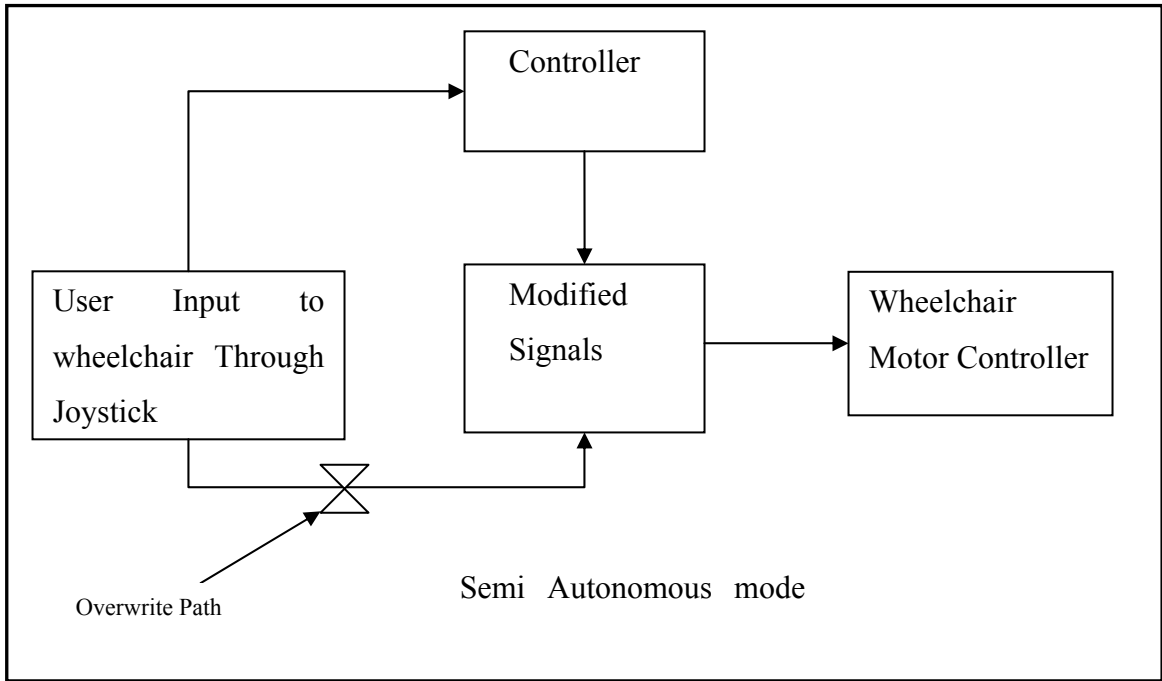 Controller
User Input to
wheelchair Through
Joystick
Modified
Signals
Wheelchair
Motor Controller
Overwrite Path
Semi Autonomous mode